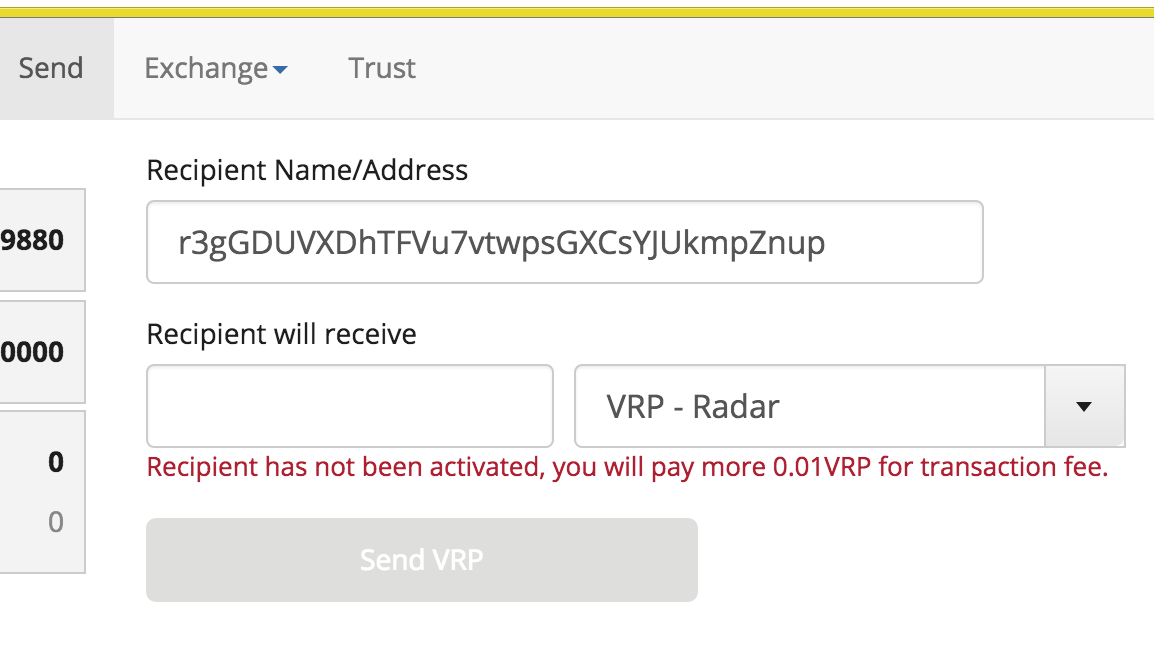 Send Exchange Trust
Recipient Name/Address
9880
r3gGDUVXDhTFVu7vtwpsGXCsYJUkmpZnup
Recipient will receive
0000
VRP - Radar
Recipient has not been activated, you will pay more 0.01VRP for transaction fee.
0
0
Send VRP